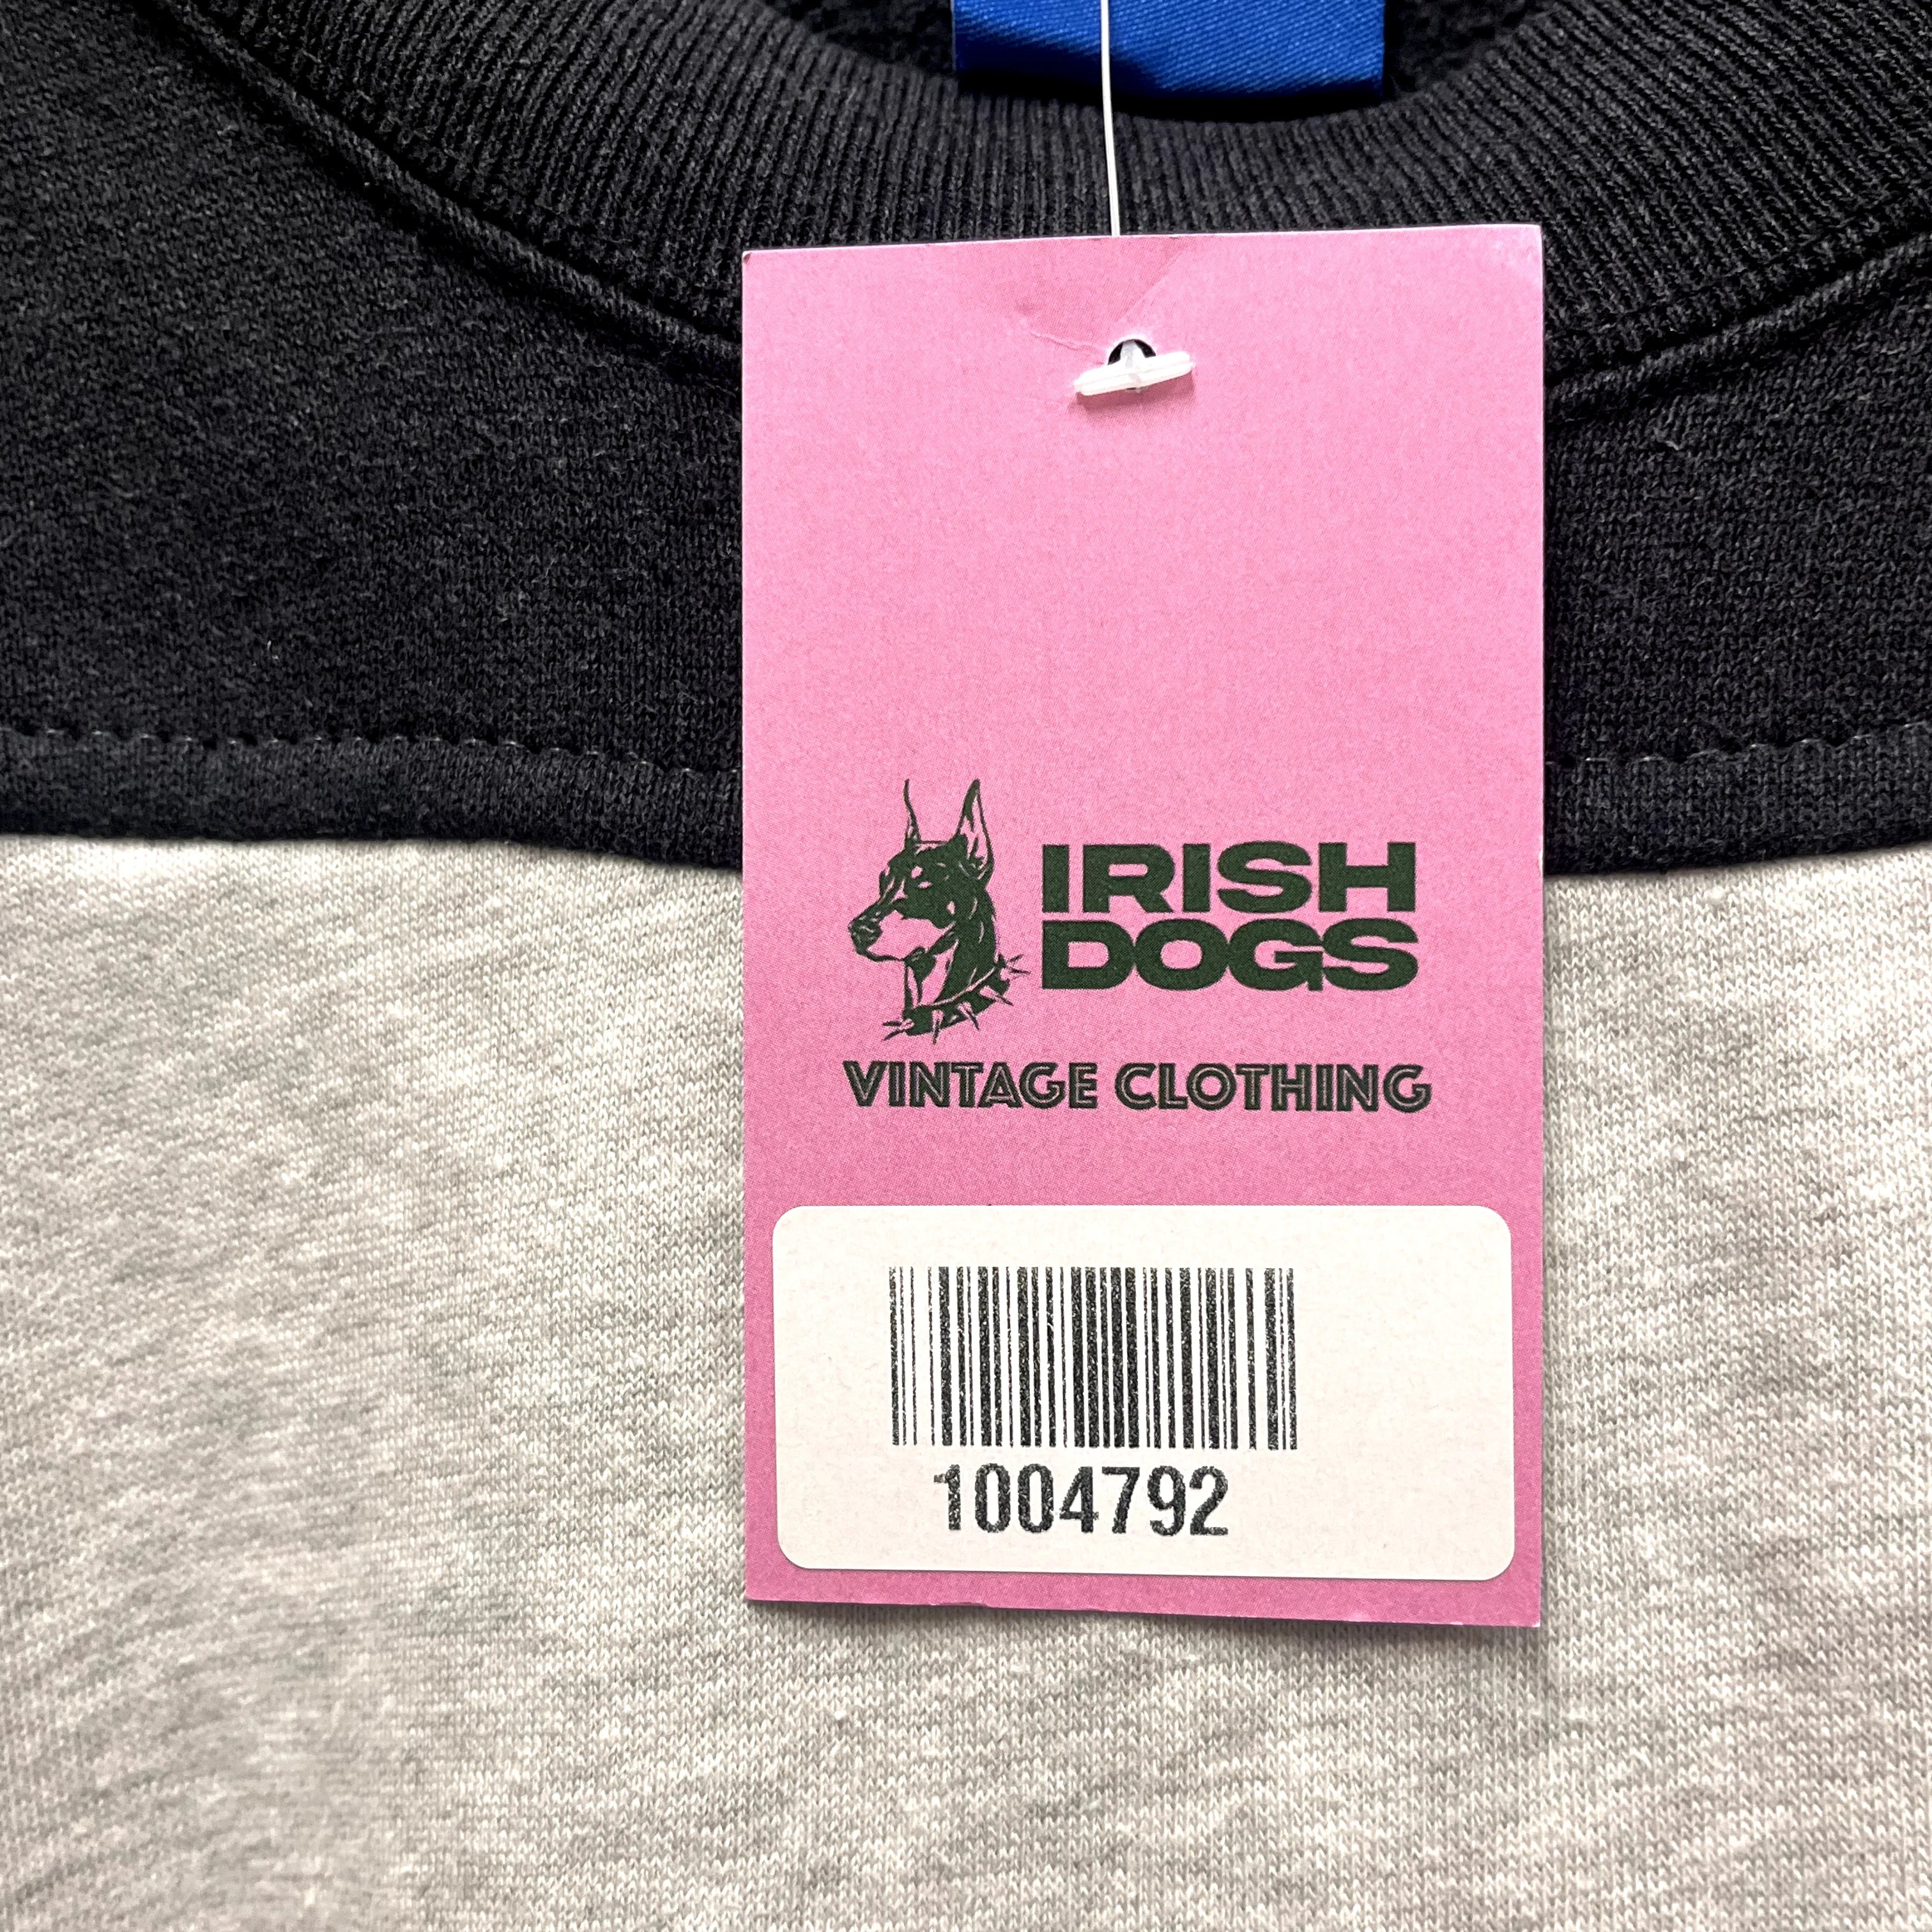 IRISH
DOGS
VINTAGE CLOTHING
1004792